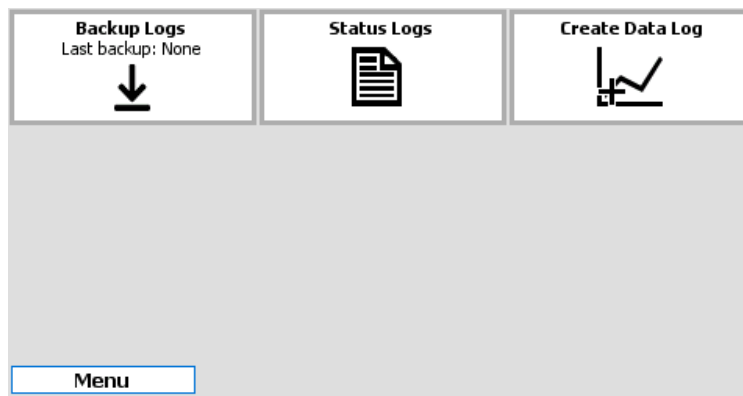 Backup Logs
Last backup: None
Status Logs
Create Data Log
Menu